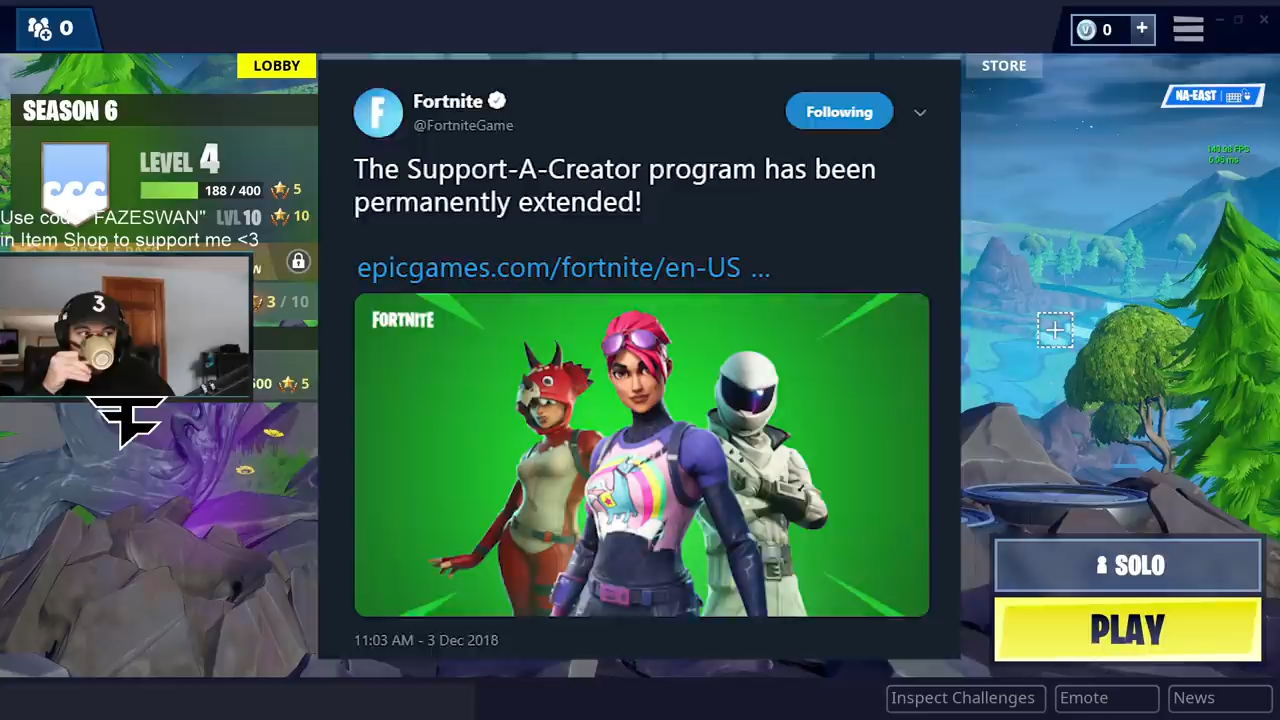 0
0
LOBBY
STORE
SEASON 6
LEVEL 4
188 / 400
5
Use code "FAZESWAN"
LVL 10
10
in Item Shop to support me <3
3 / 10
3
5
Fortnite
@FortniteGame
Following
The Support-A-Creator program has been
permanently extended!
epicgames.com/fortnite/en-US ...
FORTNITE
11:03 AM - 3 Dec 2018
NA-EAST
SOLO
PLAY
Inspect Challenges
Emote
News